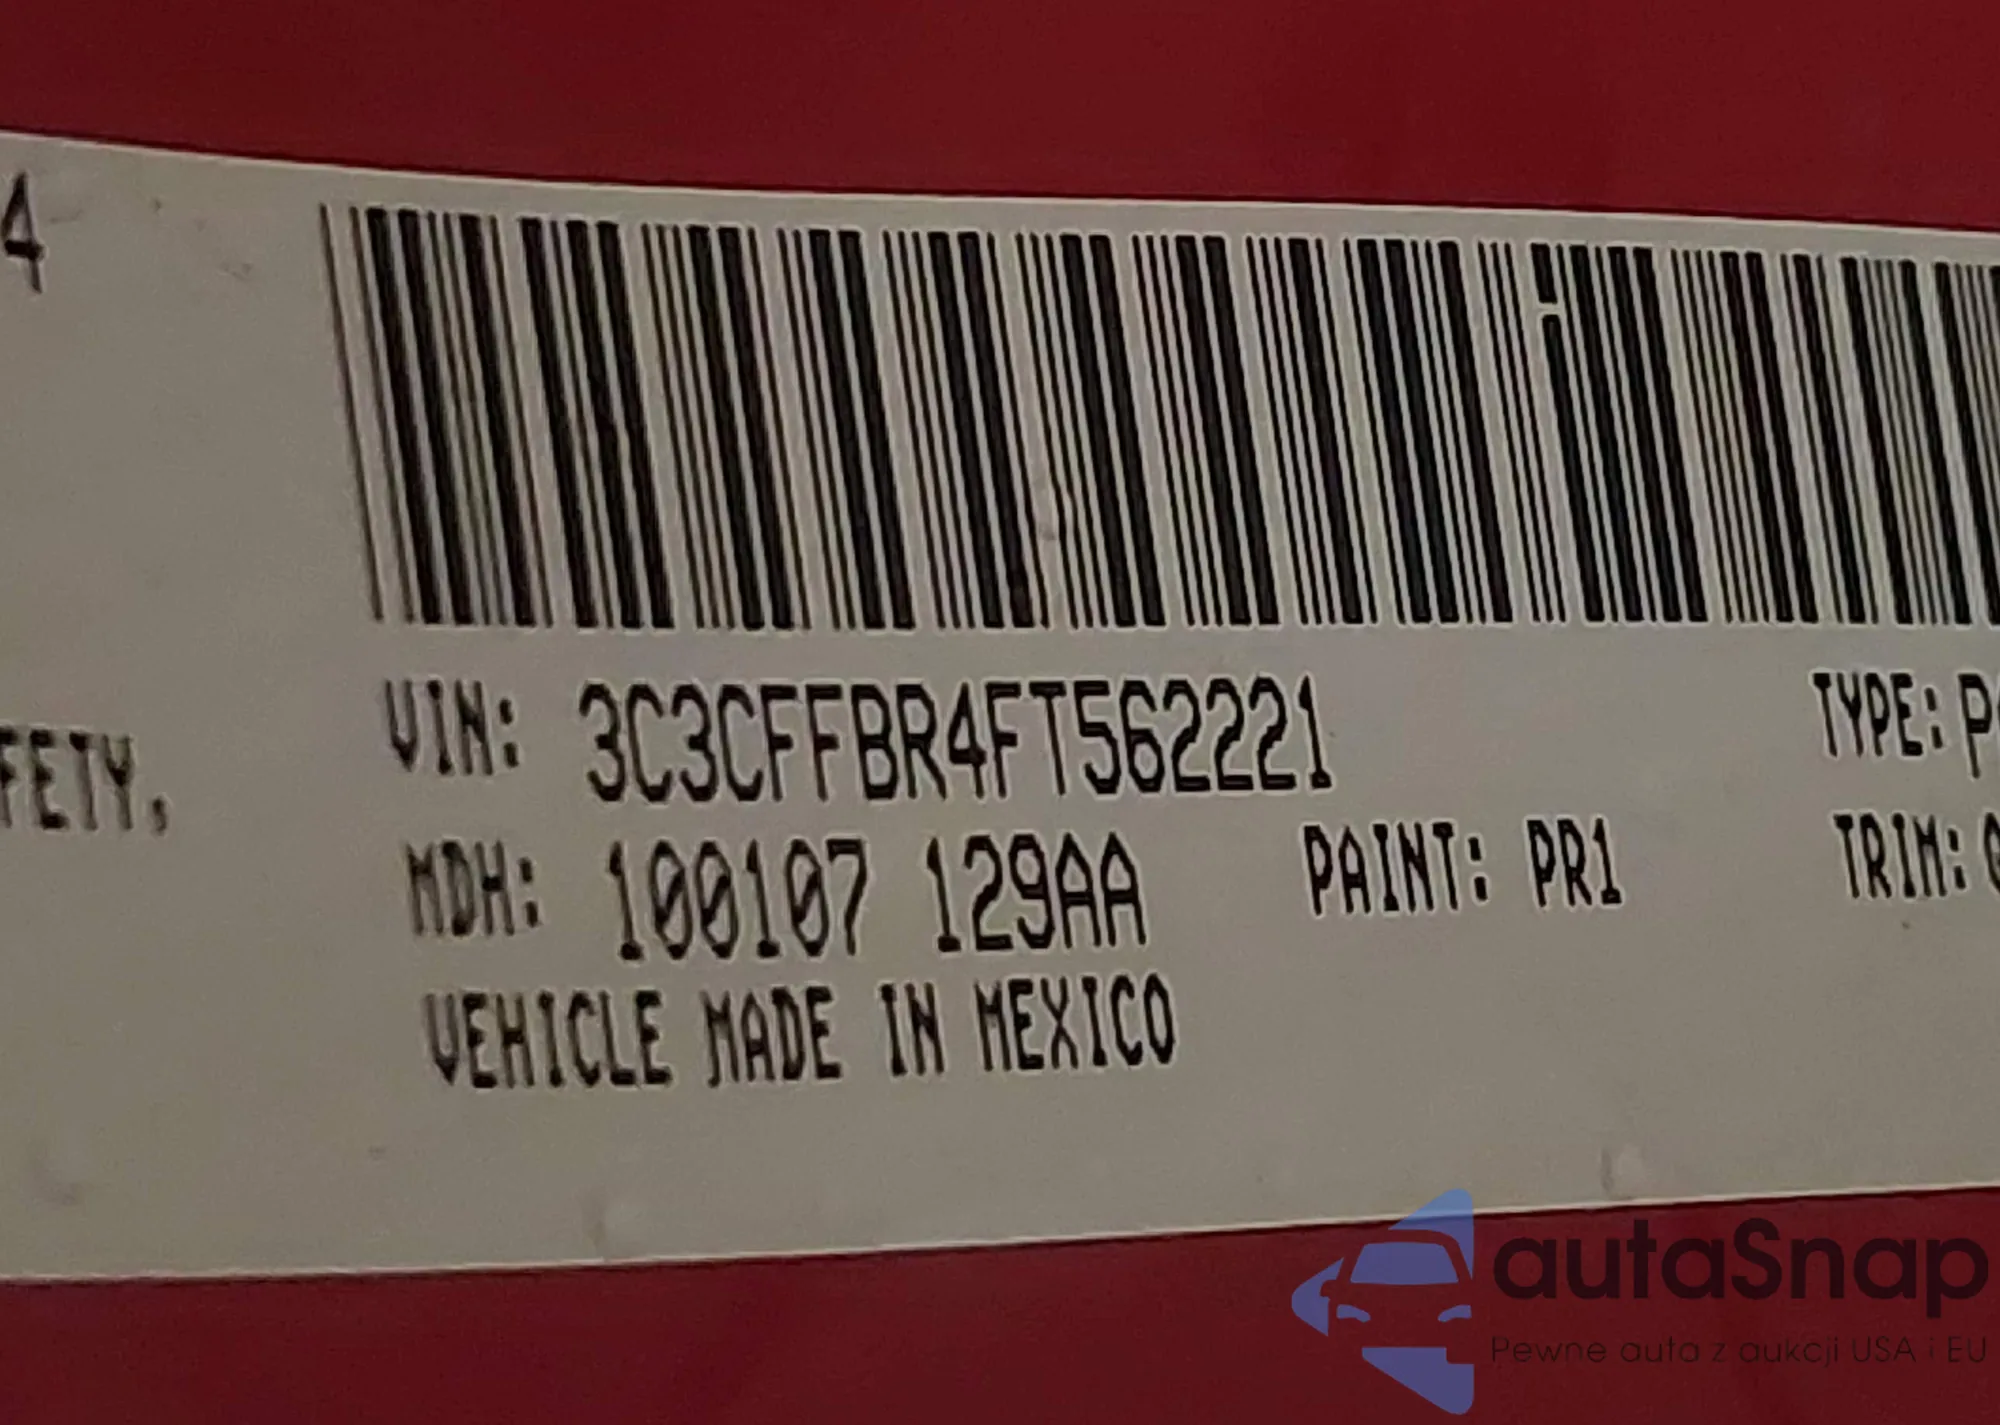 4
FETY,
VIN: 3C3CFFBR4FT562221
TYPE: P
MDH: 100107 129AA
PAINT: PR1
TRIM:
VEHICLE MADE IN MEXICO
autaSnap
Pewne auta z aukcji USA i EU